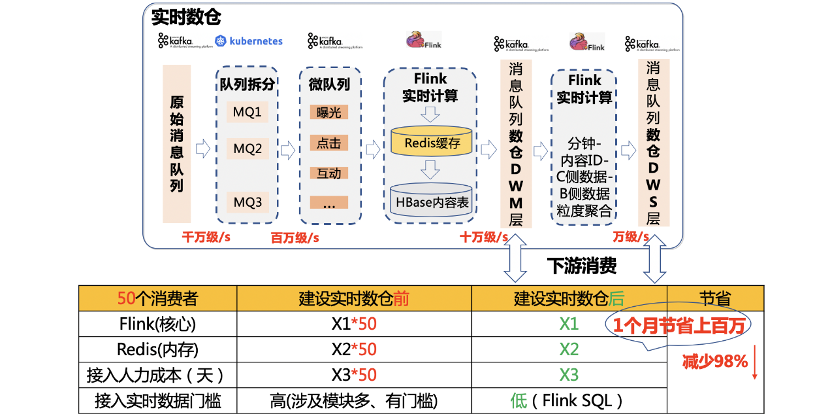 实时数仓
kafka
kubernetes
kafka
Flink
kafka
Flink
kafka
原始消息队列
队列拆分
MQ1
MQ2
MQ3
微队列
曝光
点击
互动
...
Flink
实时计算
Redis缓存
HBase内容表
消息队列数仓DWM层
Flink
实时计算
分钟-
内容ID-
C侧数据-
B侧数据
粒度聚合
消息队列数仓DWS层
千万级/s
百万级/s
十万级/s
万级/s
下游消费
50个消费者 建设实时数仓前 建设实时数仓后 节省
Flink(核心) X1*50 X1 1个月节省上百万
Redis(内存) X2*50 X2 减少98%
接入人力成本（天） X3*50 X3
接入实时数据门槛 高(涉及模块多、有门槛) 低（Flink SQL）